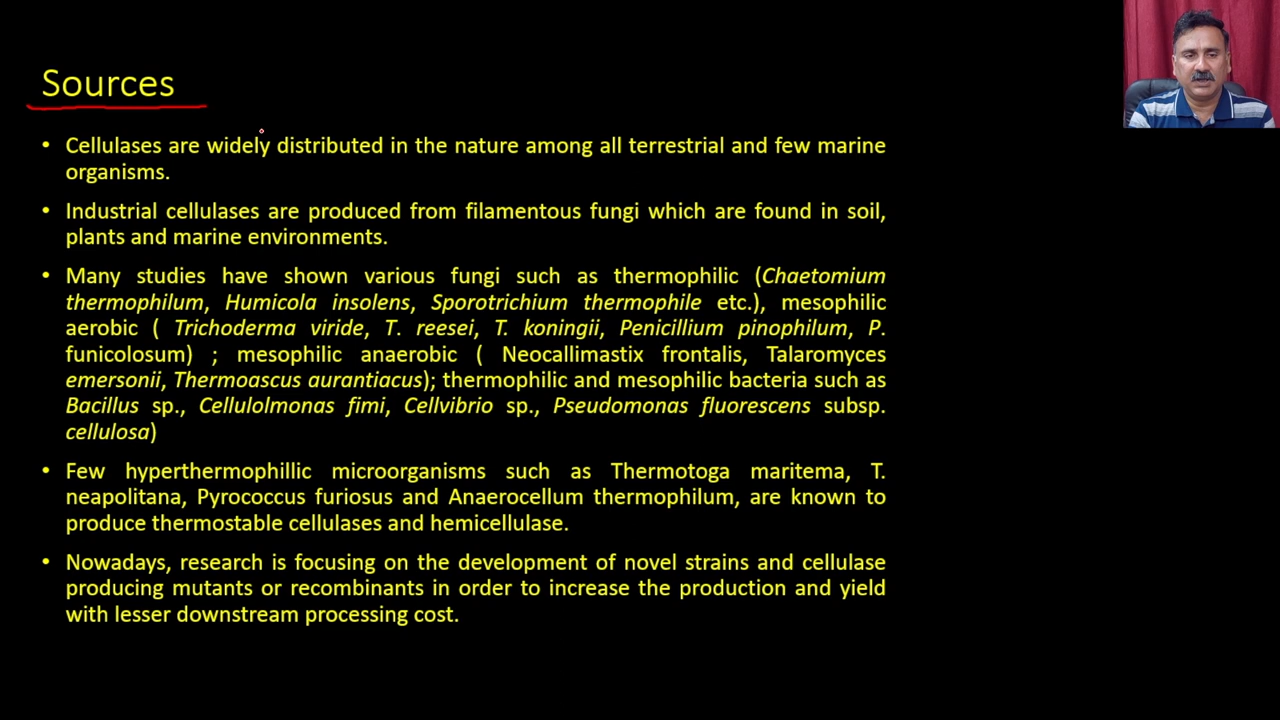 Sources
• Cellulases are widely distributed in the nature among all terrestrial and few marine
organisms.
• Industrial cellulases are produced from filamentous fungi which are found in soil,
plants and marine environments.
• Many studies have shown various fungi such as thermophilic (Chaetomium
thermophilum, Humicola insolens, Sporotrichium thermophile etc.), mesophilic
aerobic ( Trichoderma viride, T. reesei, T. koningii, Penicillium pinophilum, P.
funicolosum) ; mesophilic anaerobic ( Neocallimastix frontalis, Talaromyces
emersonii, Thermoascus aurantiacus); thermophilic and mesophilic bacteria such as
Bacillus sp., Cellulolmonas fimi, Cellvibrio sp., Pseudomonas fluorescens subsp.
cellulosa)
• Few hyperthermophillic microorganisms such as Thermotoga maritema, T.
neapolitana, Pyrococcus furiosus and Anaerocellum thermophilum, are known to
produce thermostable cellulases and hemicellulase.
• Nowadays, research is focusing on the development of novel strains and cellulase
producing mutants or recombinants in order to increase the production and yield
with lesser downstream processing cost.